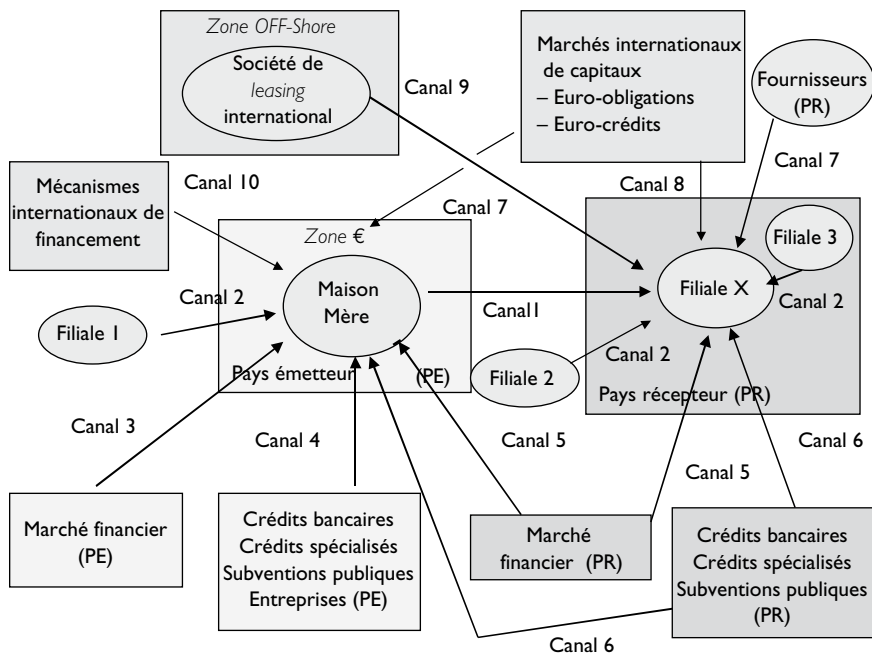 Zone OFF-Shore
Société de
leasing
international
Canal 9
Marchés internationaux
de capitaux
– Euro-obligations
– Euro-crédits
Fournisseurs
(PR)
Canal 7
Canal 10
Mécanismes
internationaux de
financement
Canal 7
Canal 8
Zone €
Filiale 3
Canal 2
Maison
Mère
Canal1
Filiale X
Canal 2
Filiale 1
Canal 2
Filiale 2
Pays émetteur (PE)
Pays récepteur (PR)
Canal 3
Canal 4
Canal 5
Canal 5
Canal 6
Marché financier
(PE)
Crédits bancaires
Crédits spécialisés
Subventions publiques
Entreprises (PE)
Marché
financier (PR)
Crédits bancaires
Crédits spécialisés
Subventions publiques
(PR)
Canal 6